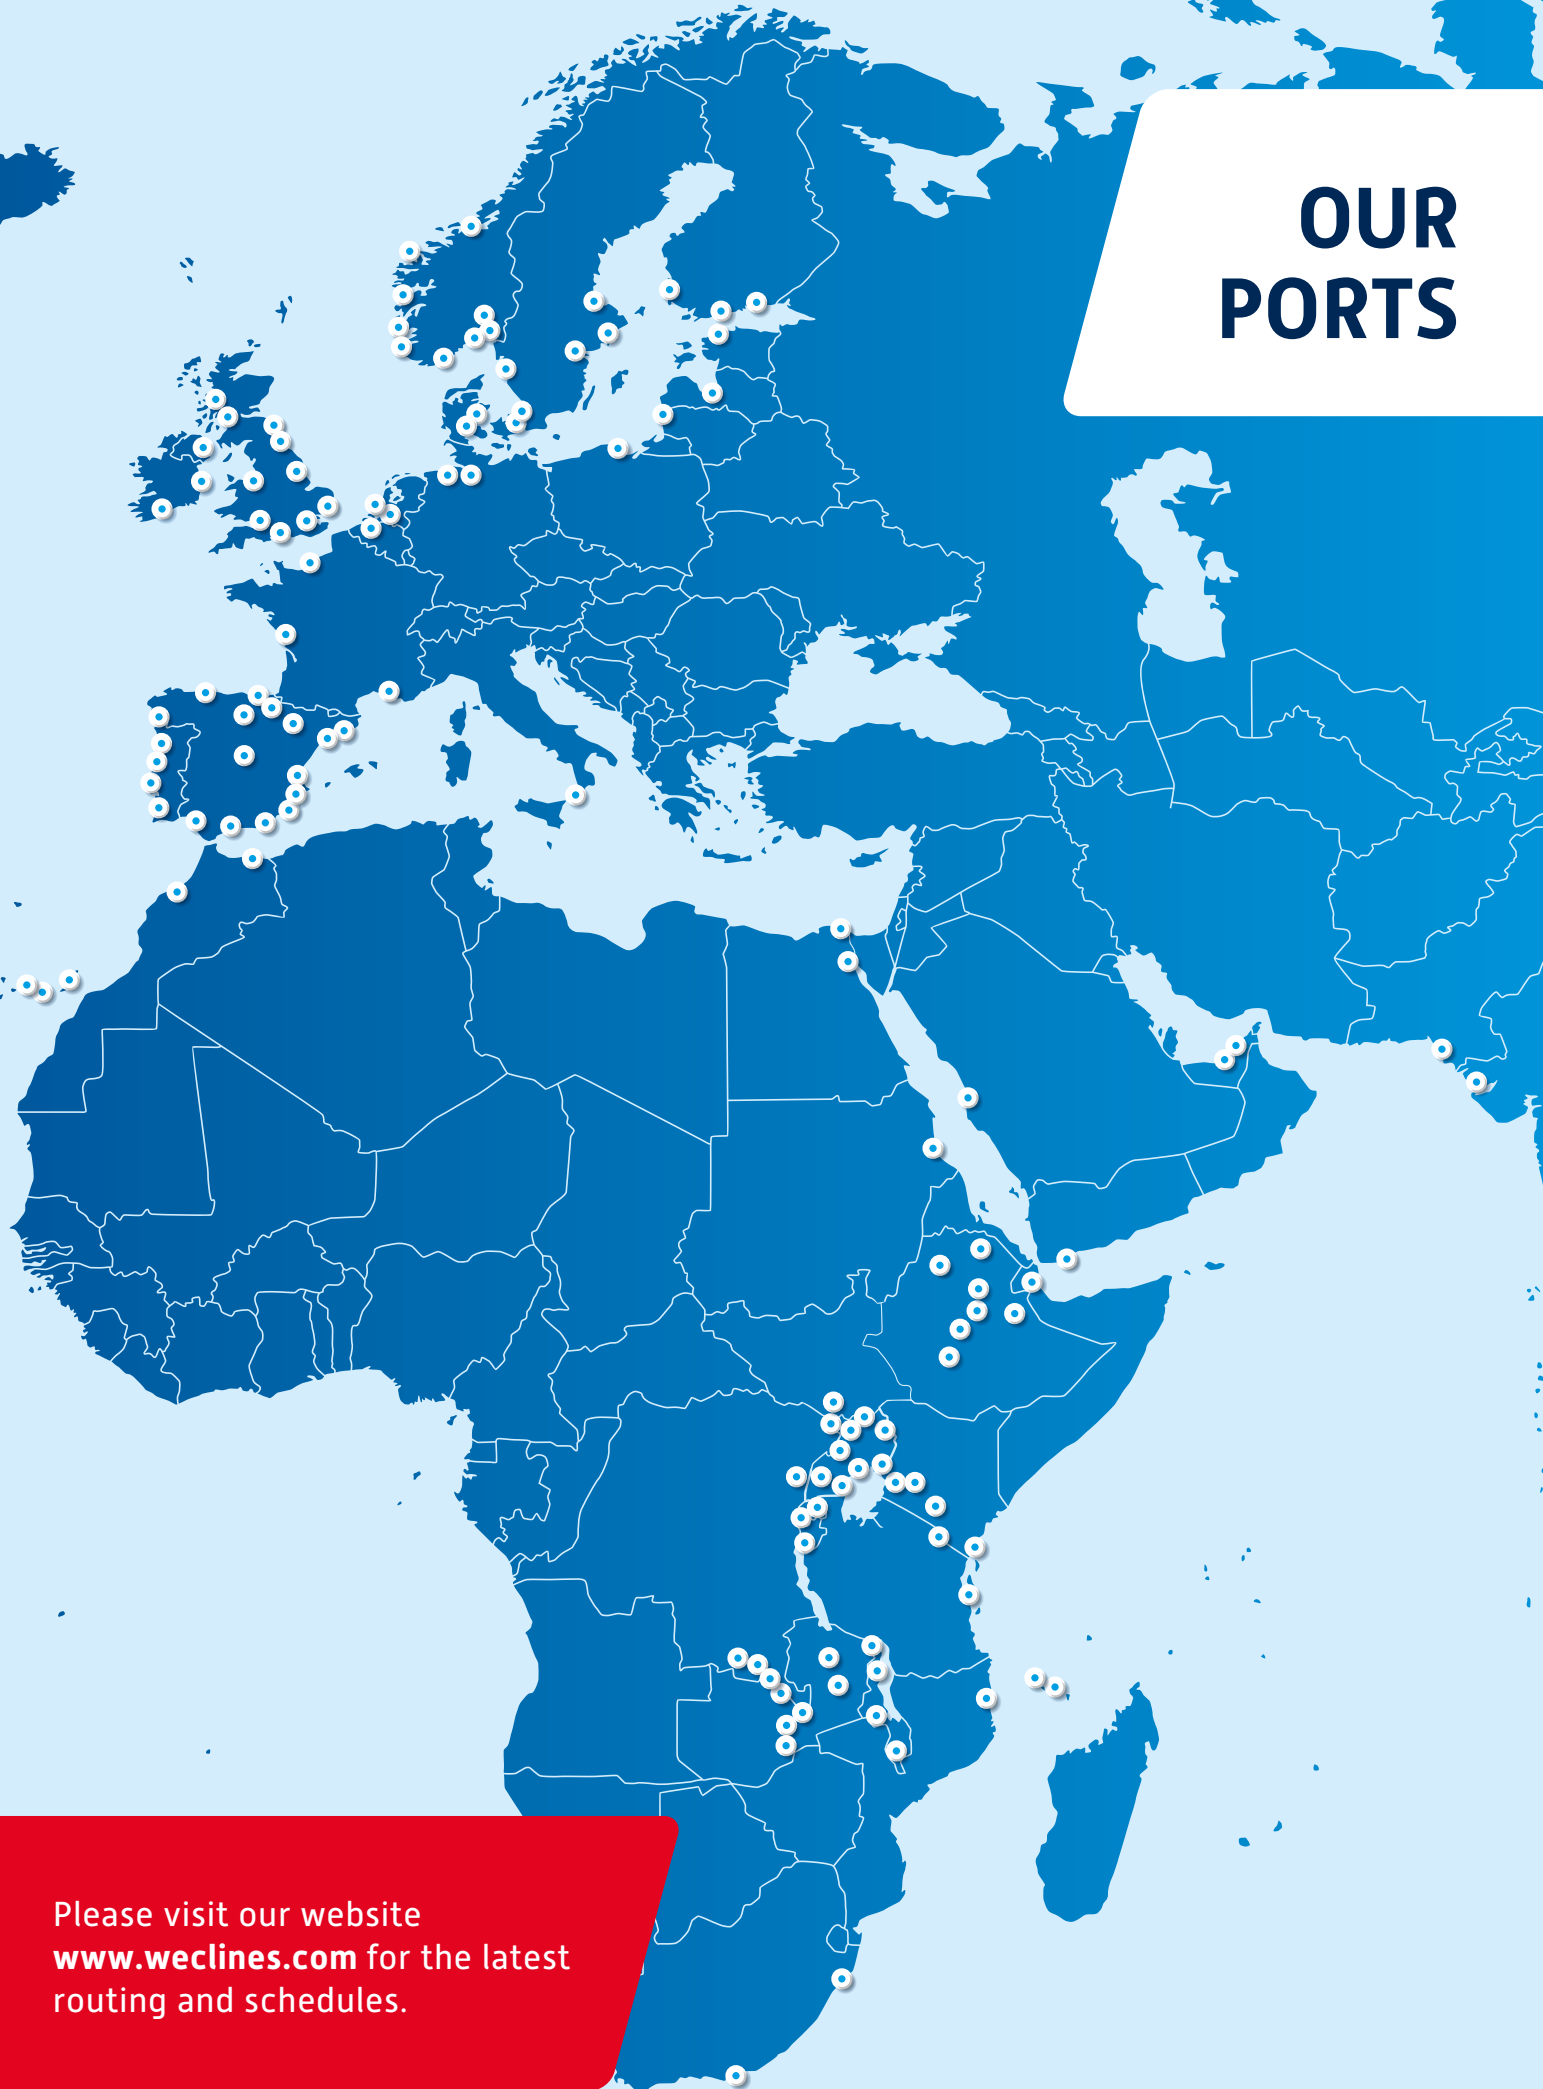 OUR
PORTS
Please visit our website
www.weclines.com for the latest
routing and schedules.